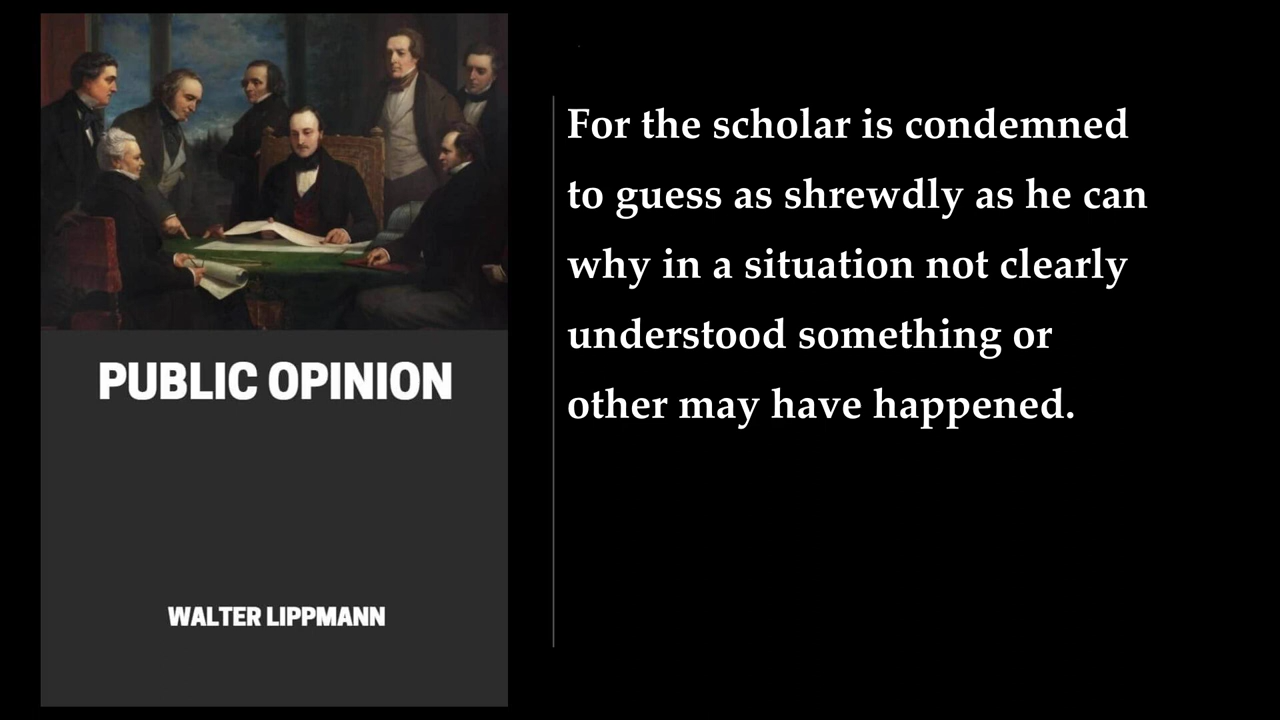 PUBLIC OPINION
WALTER LIPPMANN
For the scholar is condemned
to guess as shrewdly as he can
why in a situation not clearly
understood something or
other may have happened.